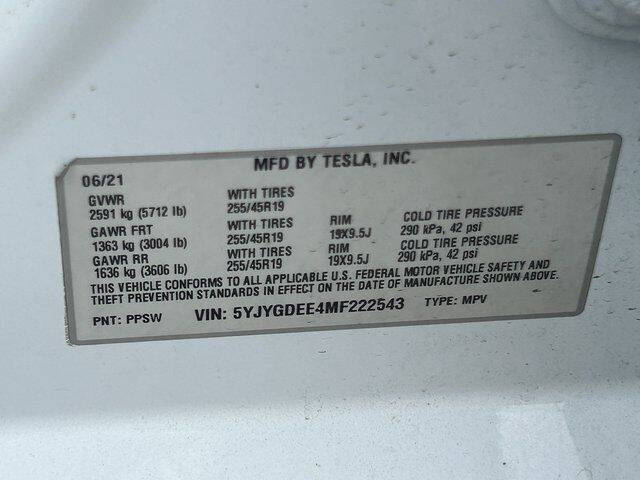 MFD BY TESLA, INC.
06/21
GVWR WITH TIRES
2591 kg (5712 lb) 255/45R19
GAWR FRT WITH TIRES RIM COLD TIRE PRESSURE
1363 kg (3004 lb) 255/45R19 19X9.5J 290 kPa, 42 psi
GAWR RR WITH TIRES RIM COLD TIRE PRESSURE
1636 kg (3606 lb) 255/45R19 19X9.5J 290 kPa, 42 psi
THIS VEHICLE CONFORMS TO ALL APPLICABLE U.S. FEDERAL MOTOR VEHICLE SAFETY AND
THEFT PREVENTION STANDARDS IN EFFECT ON THE DATE OF MANUFACTURE SHOWN ABOVE.
PNT: PPSW VIN: 5YJYGDEE4MF222543 TYPE: MPV